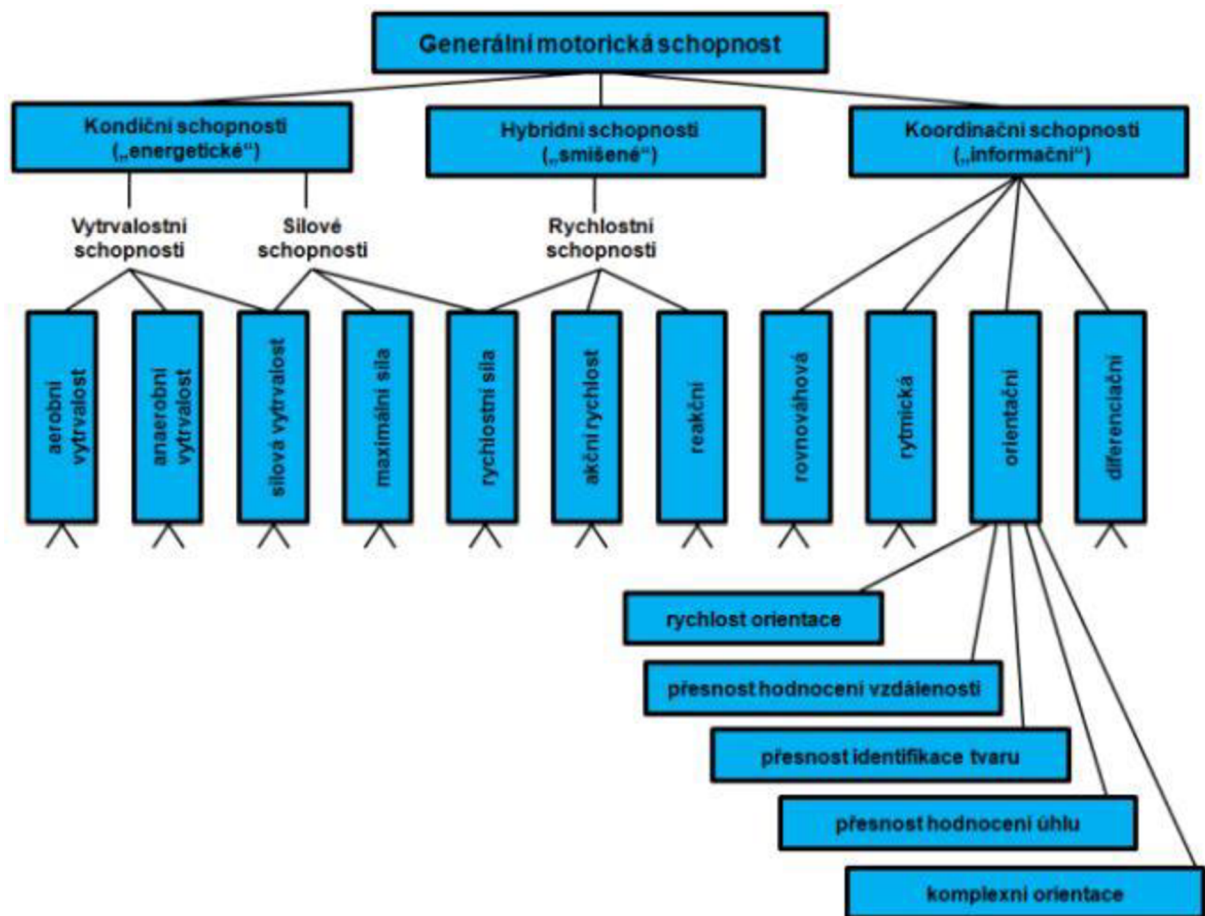 Generální motorická schopnost
Kondiční schopnosti
(„energetické“)
Hybridní schopnosti
(„smíšené“)
Koordinační schopnosti
(„informační“)
Vytrvalostní
schopnosti
Silové
schopnosti
Rychlostní
schopnosti
aerobní
vytrvalost
anaerobní
vytrvalost
silová vytrvalost
maximální síla
rychlostní síla
akční rychlost
reakční
rovnováhová
rytmická
orientační
diferenciační
rychlost orientace
přesnost hodnocení vzdálenosti
přesnost identifikace tvaru
přesnost hodnocení úhlu
komplexní orientace